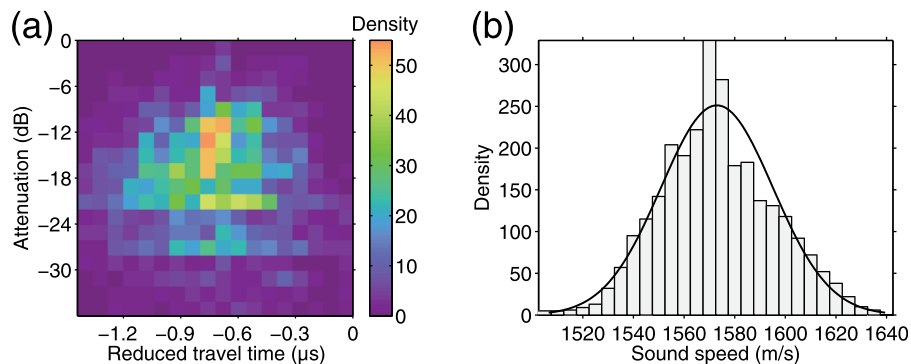 (a)
Density
0
−6
−12
−18
−24
−30
Attenuation (dB)
−1.2 −0.9 −0.6 −0.3 0
Reduced travel time (μs)
50
40
30
20
10
0
(b)
300
250
200
150
100
50
0
Density
1520 1540 1560 1580 1600 1620 1640
Sound speed (m/s)